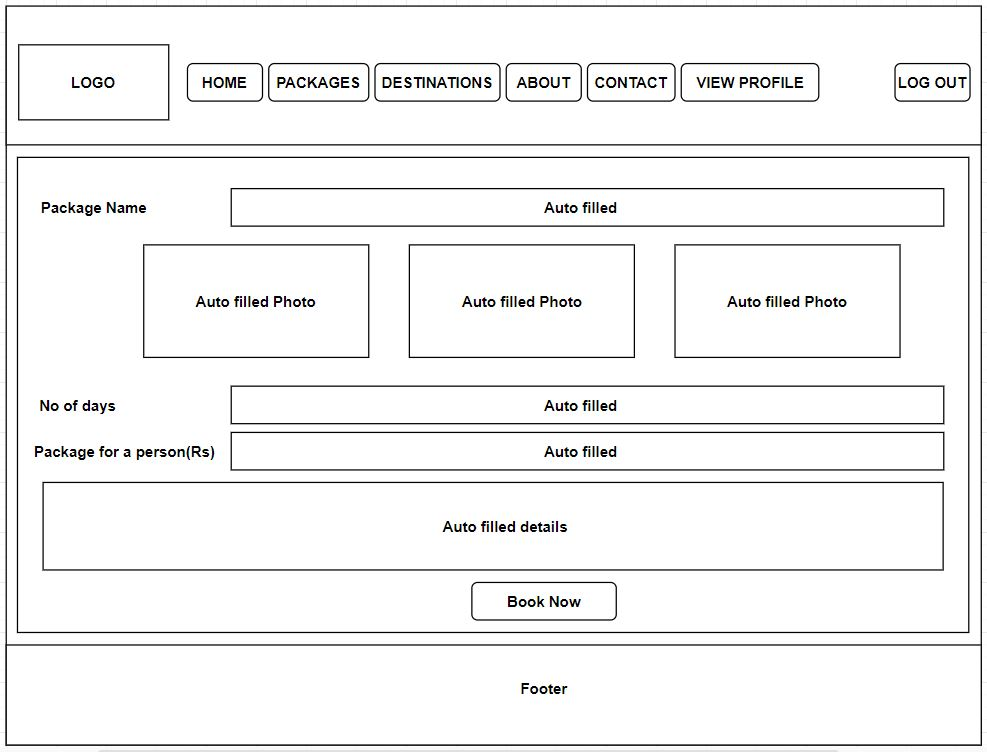 LOGO
HOME
PACKAGES
DESTINATIONS
ABOUT
CONTACT
VIEW PROFILE
LOG OUT
Package Name
Auto filled
Auto filled Photo
Auto filled Photo
Auto filled Photo
No of days
Auto filled
Package for a person(Rs)
Auto filled
Auto filled details
Book Now
Footer